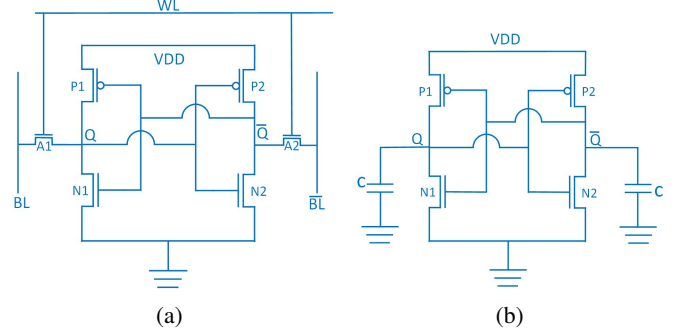 WL
VDD
P1
P2
Q
Q̅
A1
A2
N1
N2
BL
B̅L̅
(a)
VDD
P1
P2
Q
Q̅
C
N1
N2
C
(b)